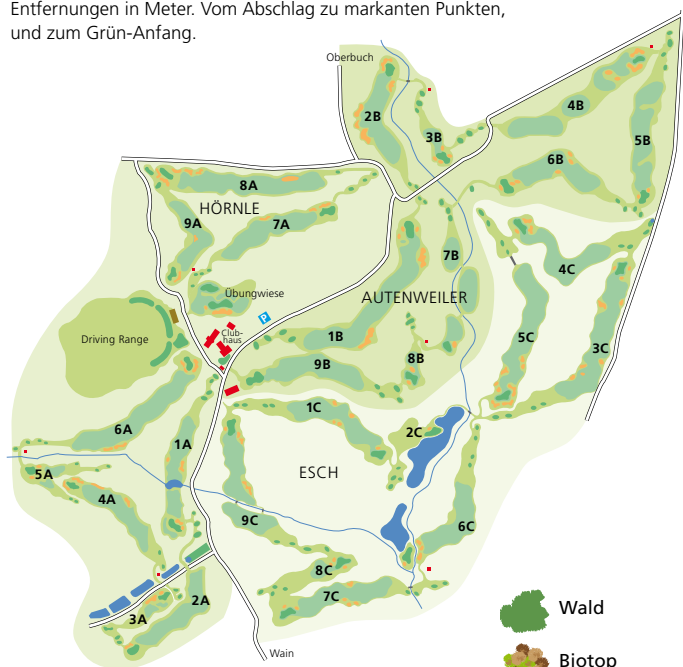 Entfernungen in Meter. Vom Abschlag zu markanten Punkten,
und zum Grün-Anfang.
Oberbuch
4B
2B
3B
5B
6B
8A
HÖRNLE
9A
7A
7B
4C
Übungwiese
AUTENWEILER
P
Driving Range
Club-
haus
1B
5C
3C
9B
8B
1C
6A
2C
1A
5A
ESCH
4A
9C
6C
8C
7C
2A
3A
Wald
Wain
Biotop